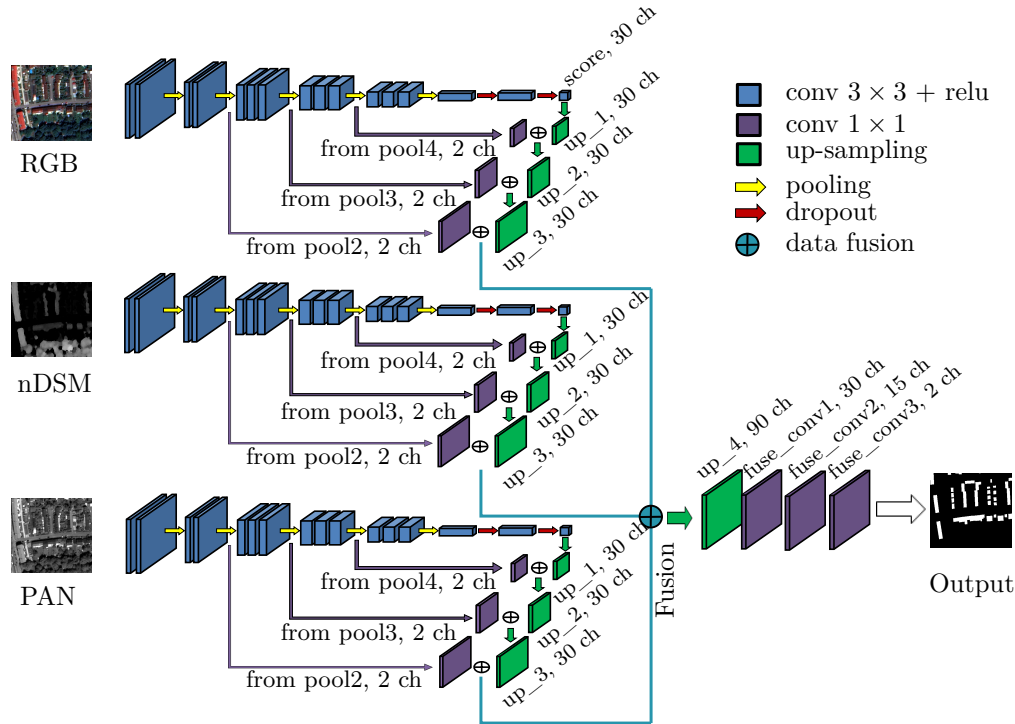 RGB
score, 30 ch
up_1, 30 ch
from pool4, 2 ch
up_2, 30 ch
from pool3, 2 ch
up_3, 30 ch
from pool2, 2 ch
conv 3 × 3 + relu
conv 1 × 1
up-sampling
pooling
dropout
data fusion
nDSM
up_1, 30 ch
from pool4, 2 ch
up_2, 30 ch
from pool3, 2 ch
up_3, 30 ch
from pool2, 2 ch
PAN
up_1, 30 ch
from pool4, 2 ch
up_2, 30 ch
from pool3, 2 ch
up_3, 30 ch
from pool2, 2 ch
Fusion
up_4, 90 ch
fuse_conv1, 30 ch
fuse_conv2, 15 ch
fuse_conv3, 2 ch
Output